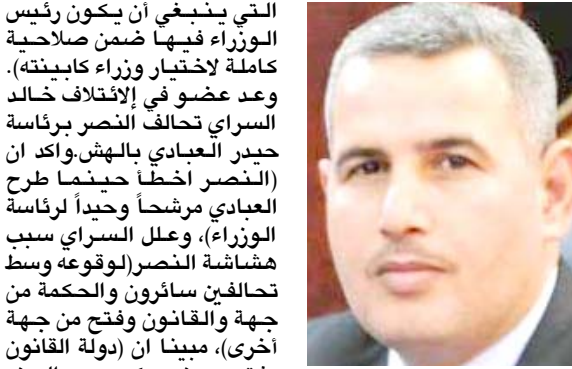 التي ينبغي أن يكون رئيس
الوزراء فيها ضمن صلاحية
كاملة لاختيار وزراء كابينته).
وعد عضو في إلائتلاف خالد
السراي تحالف النصر برئاسة
حيدر العبادي بالهش.واكد ان
(النصر اخطأ حينما طرح
العبادي مرشحاً وحيداً لرئاسة
الوزراء)، وعلل السراي سبب
هشاشة النصر(لوقوعه وسط
تحالفين سائرون والحكمة من
جهة والقانون وفتح من جهة
أخرى)، مبينا ان (دولة القانون